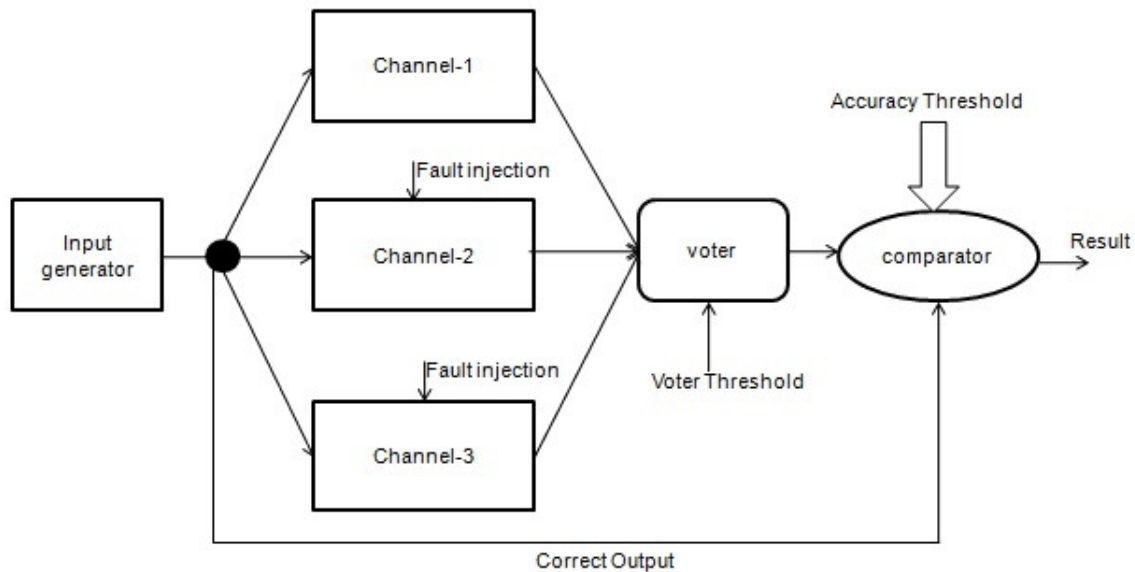 Channel-1
Accuracy Threshold
Fault injection
Input
generator
Channel-2
voter
comparator
Result
Fault injection
Voter Threshold
Channel-3
Correct Output